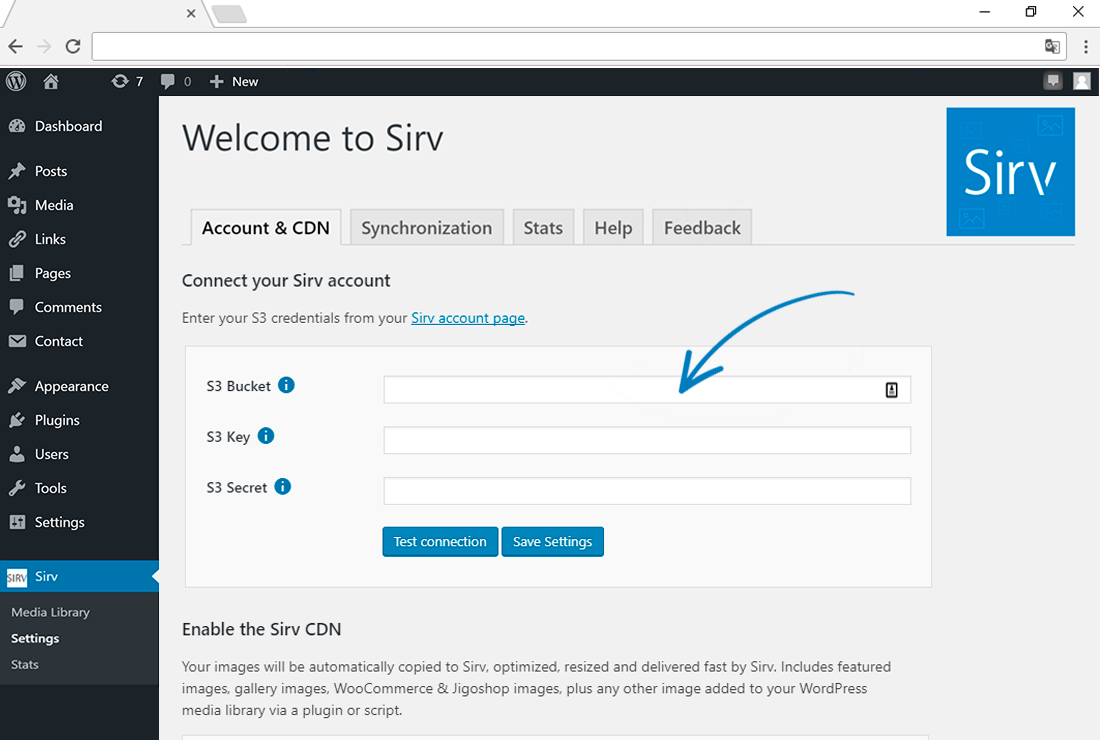 7
0
New
Dashboard
Posts
Media
Links
Pages
Comments
Contact
Appearance
Plugins
Users
Tools
Settings
SIRV
Sirv
Media Library
Settings
Stats
Welcome to Sirv
Sirv
Account & CDN
Synchronization
Stats
Help
Feedback
Connect your Sirv account
Enter your S3 credentials from your Sirv account page.
S3 Bucket
S3 Key
S3 Secret
Test connection
Save Settings
Enable the Sirv CDN
Your images will be automatically copied to Sirv, optimized, resized and delivered fast by Sirv. Includes featured
images, gallery images, WooCommerce & Jigoshop images, plus any other image added to your WordPress
media library via a plugin or script.